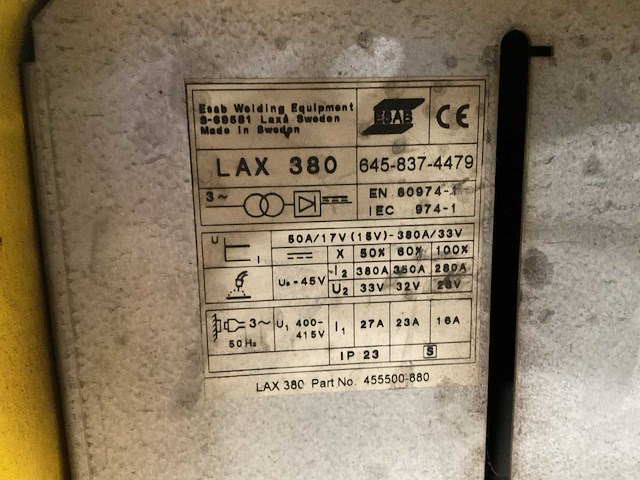 Esab Welding Equipment
S-69581 Laxå Sweden
Made in Sweden
ESAB
CE
LAX 380
645-837-4479
3~
EN 60974-1
IEC 974-1
U
I
50A/17V (15V)-380A/33V
X 50% 60% 100%
U₀-45V
I₂ 380A 350A 280A
U₂ 33V 32V 28V
3~
50Hz
U₁ 400-
415V
I₁ 27A 23A 16A
IP 23
S
LAX 380 Part No. 455500-880